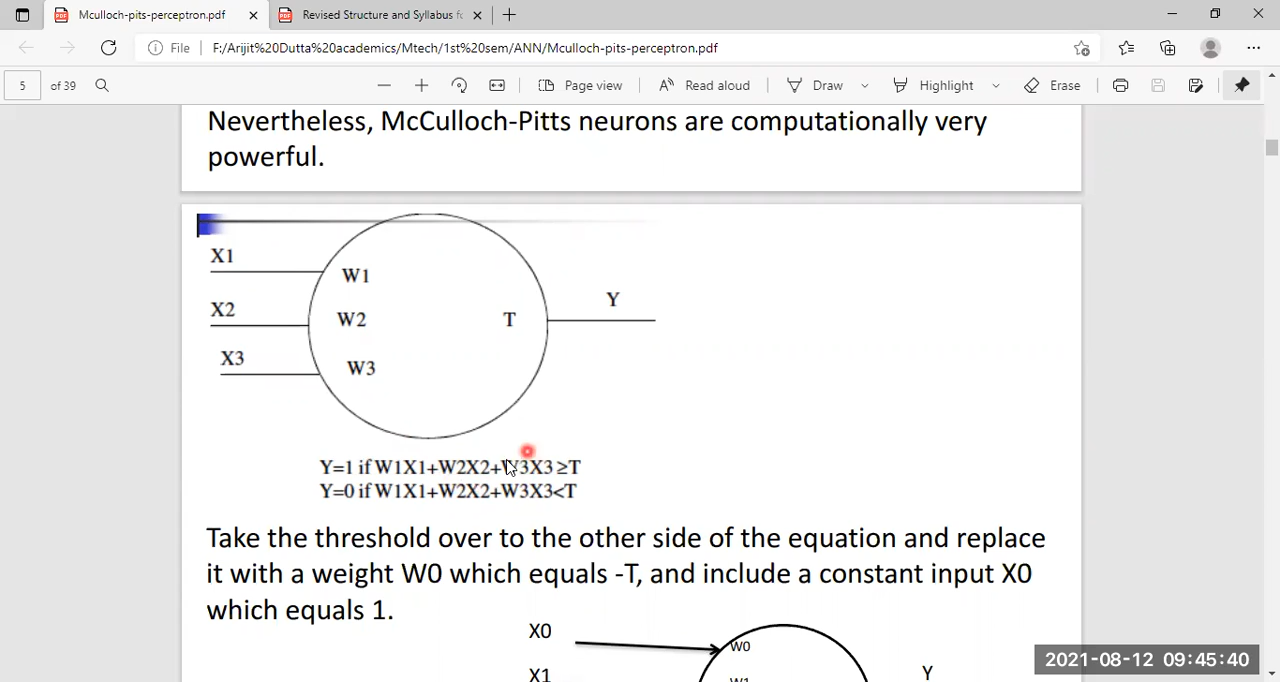 Mculloch-pits-perceptron.pdf
Revised Structure and Syllabus fo
File F:/Arijit%20Dutta%20academics/Mtech/1st%20sem/ANN/Mculloch-pits-perceptron.pdf
5 of 39 Page view Read aloud Draw Highlight Erase
Nevertheless, McCulloch-Pitts neurons are computationally very
powerful.
X1
W1
X2
W2 T
Y
X3
W3
Y=1 if W1X1+W2X2+W3X3≥T
Y=0 if W1X1+W2X2+W3X3<T
Take the threshold over to the other side of the equation and replace
it with a weight W0 which equals -T, and include a constant input X0
which equals 1.
X0
W0
X1
W1
Y
2021-08-12 09:45:40